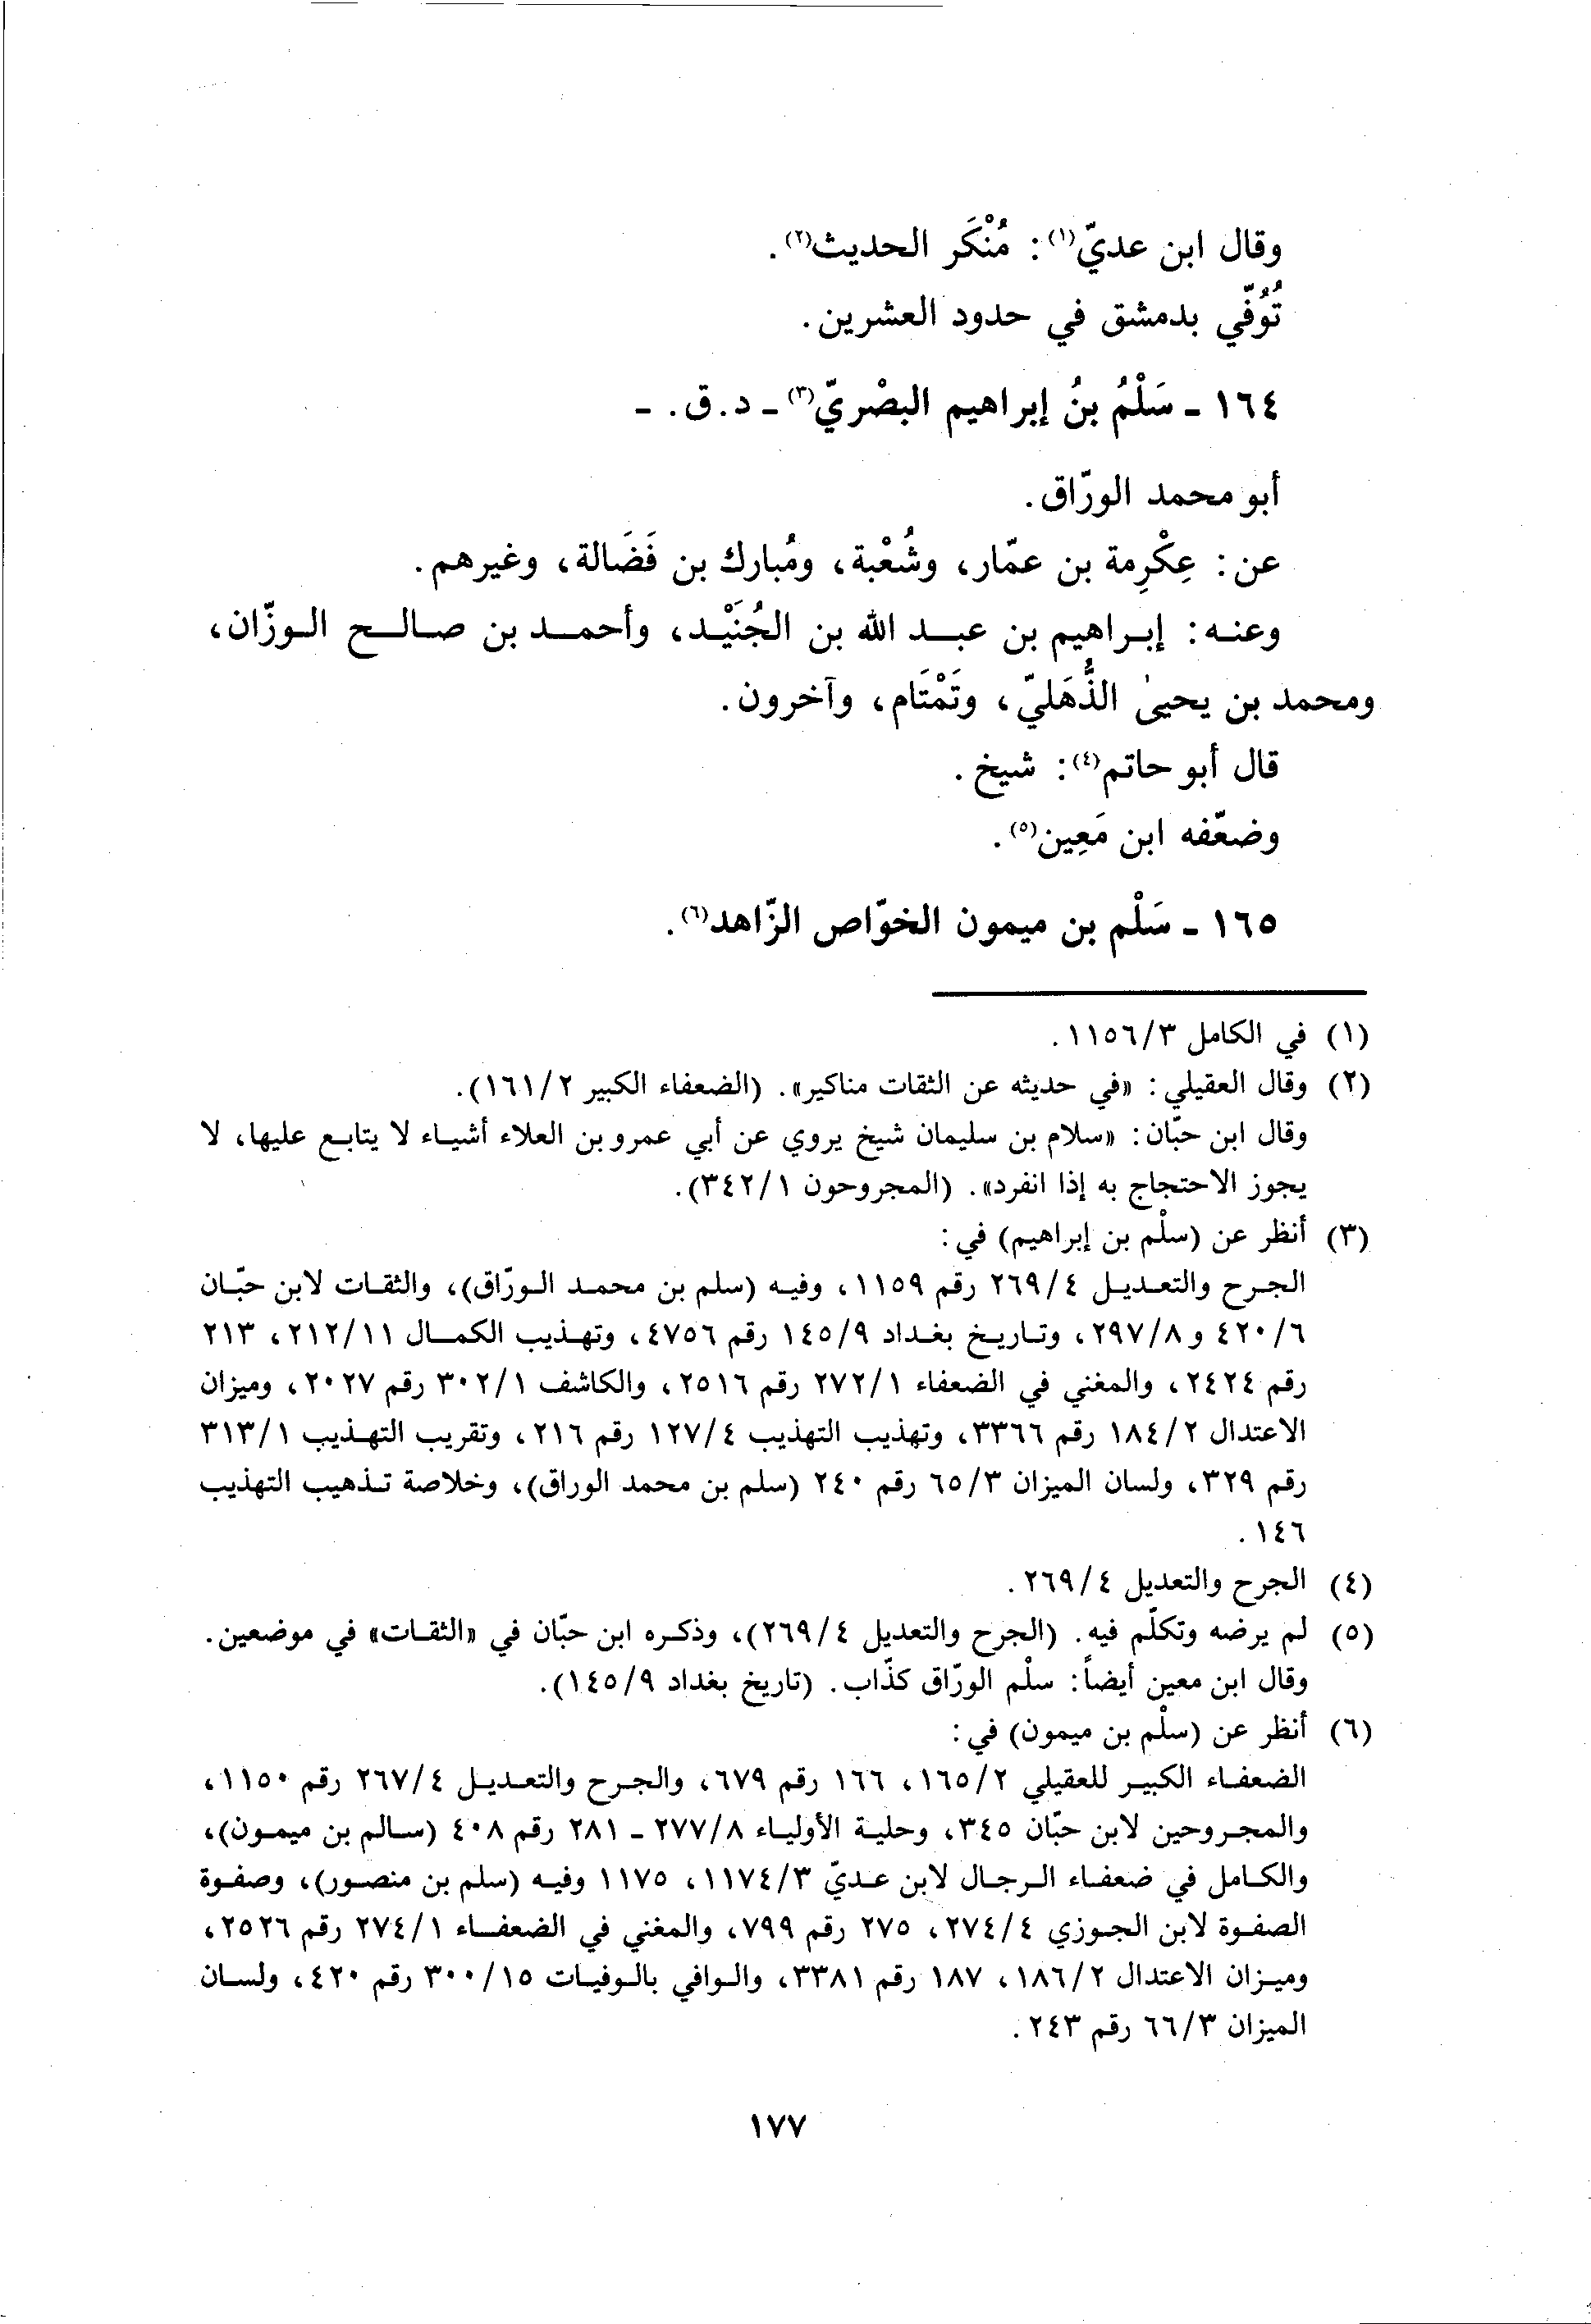 وقال ابن عديّ(١): مُنْكَر الحديث(٢).
تُوُفّي بدمشق في حدود العشرين.
١٦٤ - سَلْمُ بنُ إبراهيم البصْريّ(٣) - د. ق. -
أبو محمد الورّاق.
عن: عِكْرِمة بن عمّار، وشُعْبة، ومُبارك بن فَضَالة، وغيرهم.
وعنه: إبراهيم بن عبد الله بن الجُنَيْد، وأحمد بن صالح الوزّان،
ومحمد بن يحيىٰ الذُّهَليّ، وتَمْتَام، وآخرون.
قال أبو حاتم(٤): شيخ.
وضعّفه ابن مَعِين(٥).
١٦٥ - سَلْم بن ميمون الخوّاص الزّاهد(٦).
(١) في الكامل ١١٥٦/٣.
(٢) وقال العقيلي: «في حديثه عن الثقات مناكير». (الضعفاء الكبير ١٦١/٢).
وقال ابن حبّان: «سلام بن سليمان شيخ يروي عن أبي عمرو بن العلاء أشياء لا يتابع عليها، لا
يجوز الاحتجاج به إذا انفرد». (المجروحون ٣٤٢/١).
(٣) أنظر عن (سلْم بن إبراهيم) في:
الجرح والتعديل ٢٦٩/٤ رقم ١١٥٩، وفيه (سلم بن محمد الورّاق)، والثقات لابن حبّان
٤٢٠/٦ و ٢٩٧/٨، وتاريخ بغداد ١٤٥/٩ رقم ٤٧٥٦، وتهذيب الكمال ٢١٢/١١، ٢١٣
رقم ٢٤٢٤، والمغني في الضعفاء ٢٧٢/١ رقم ٢٥١٦، والكاشف ٣٠٢/١ رقم ٢٠٢٧، وميزان
الاعتدال ١٨٤/٢ رقم ٣٣٦٦، وتهذيب التهذيب ١٢٧/٤ رقم ٢١٦، وتقريب التهذيب ٣١٣/١
رقم ٣٢٩، ولسان الميزان ٦٥/٣ رقم ٢٤٠ (سلم بن محمد الوراق)، وخلاصة تذهيب التهذيب
١٤٦.
(٤) الجرح والتعديل ٢٦٩/٤.
(٥) لم يرضه وتكلّم فيه. (الجرح والتعديل ٢٦٩/٤)، وذكره ابن حبّان في «الثقات» في موضعين.
وقال ابن معين أيضاً: سلْم الورّاق كذّاب. (تاريخ بغداد ١٤٥/٩).
(٦) أنظر عن (سلْم بن ميمون) في:
الضعفاء الكبير للعقيلي ١٦٥/٢، ١٦٦ رقم ٦٧٩، والجرح والتعديل ٢٦٧/٤ رقم ١١٥٠،
والمجروحين لابن حبّان ٣٤٥، وحلية الأولياء ٢٧٧/٨ - ٢٨١ رقم ٤٠٨ (سالم بن ميمون)،
والكامل في ضعفاء الرجال لابن عديّ ١١٧٤/٣، ١١٧٥ وفيه (سلم بن منصور)، وصفوة
الصفوة لابن الجوزي ٢٧٤/٤، ٢٧٥ رقم ٧٩٩، والمغني في الضعفاء ٢٧٤/١ رقم ٢٥٢٦،
وميزان الاعتدال ١٨٦/٢، ١٨٧ رقم ٣٣٨١، والوافي بالوفيات ٣٠٠/١٥ رقم ٤٢٠، ولسان
الميزان ٦٦/٣ رقم ٢٤٣.
١٧٧